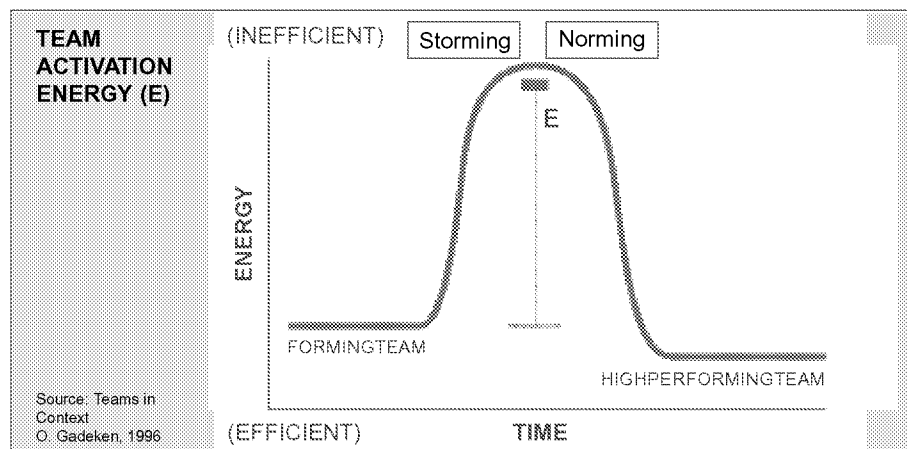 TEAM
ACTIVATION
ENERGY (E)
(INEFFICIENT)
Storming
Norming
E
ENERGY
FORMINGTEAM
HIGHPERFORMINGTEAM
Source: Teams in
Context
O. Gadeken, 1996
(EFFICIENT)
TIME